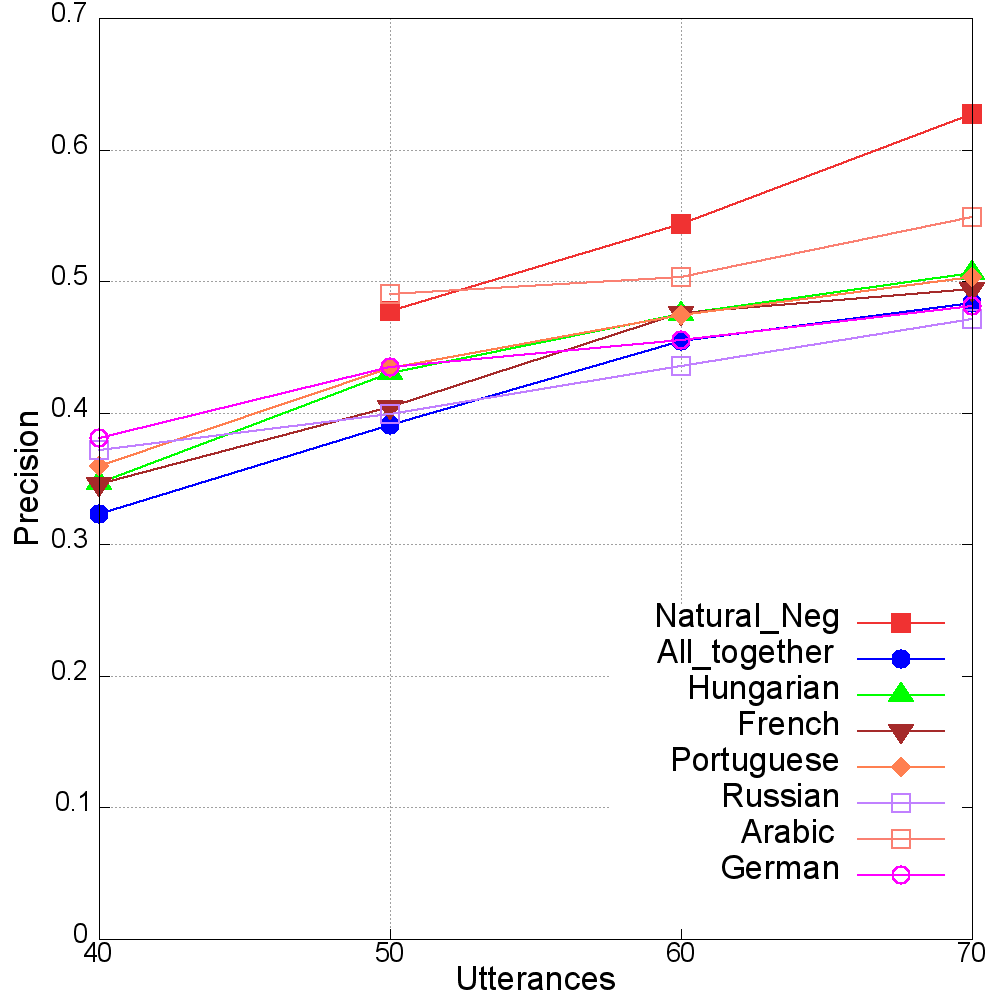 0.7
0.6
0.5
0.4
0.3
0.2
0.1
0
Precision
Natural_Neg
All_together
Hungarian
French
Portuguese
Russian
Arabic
German
40 50 60 70
Utterances